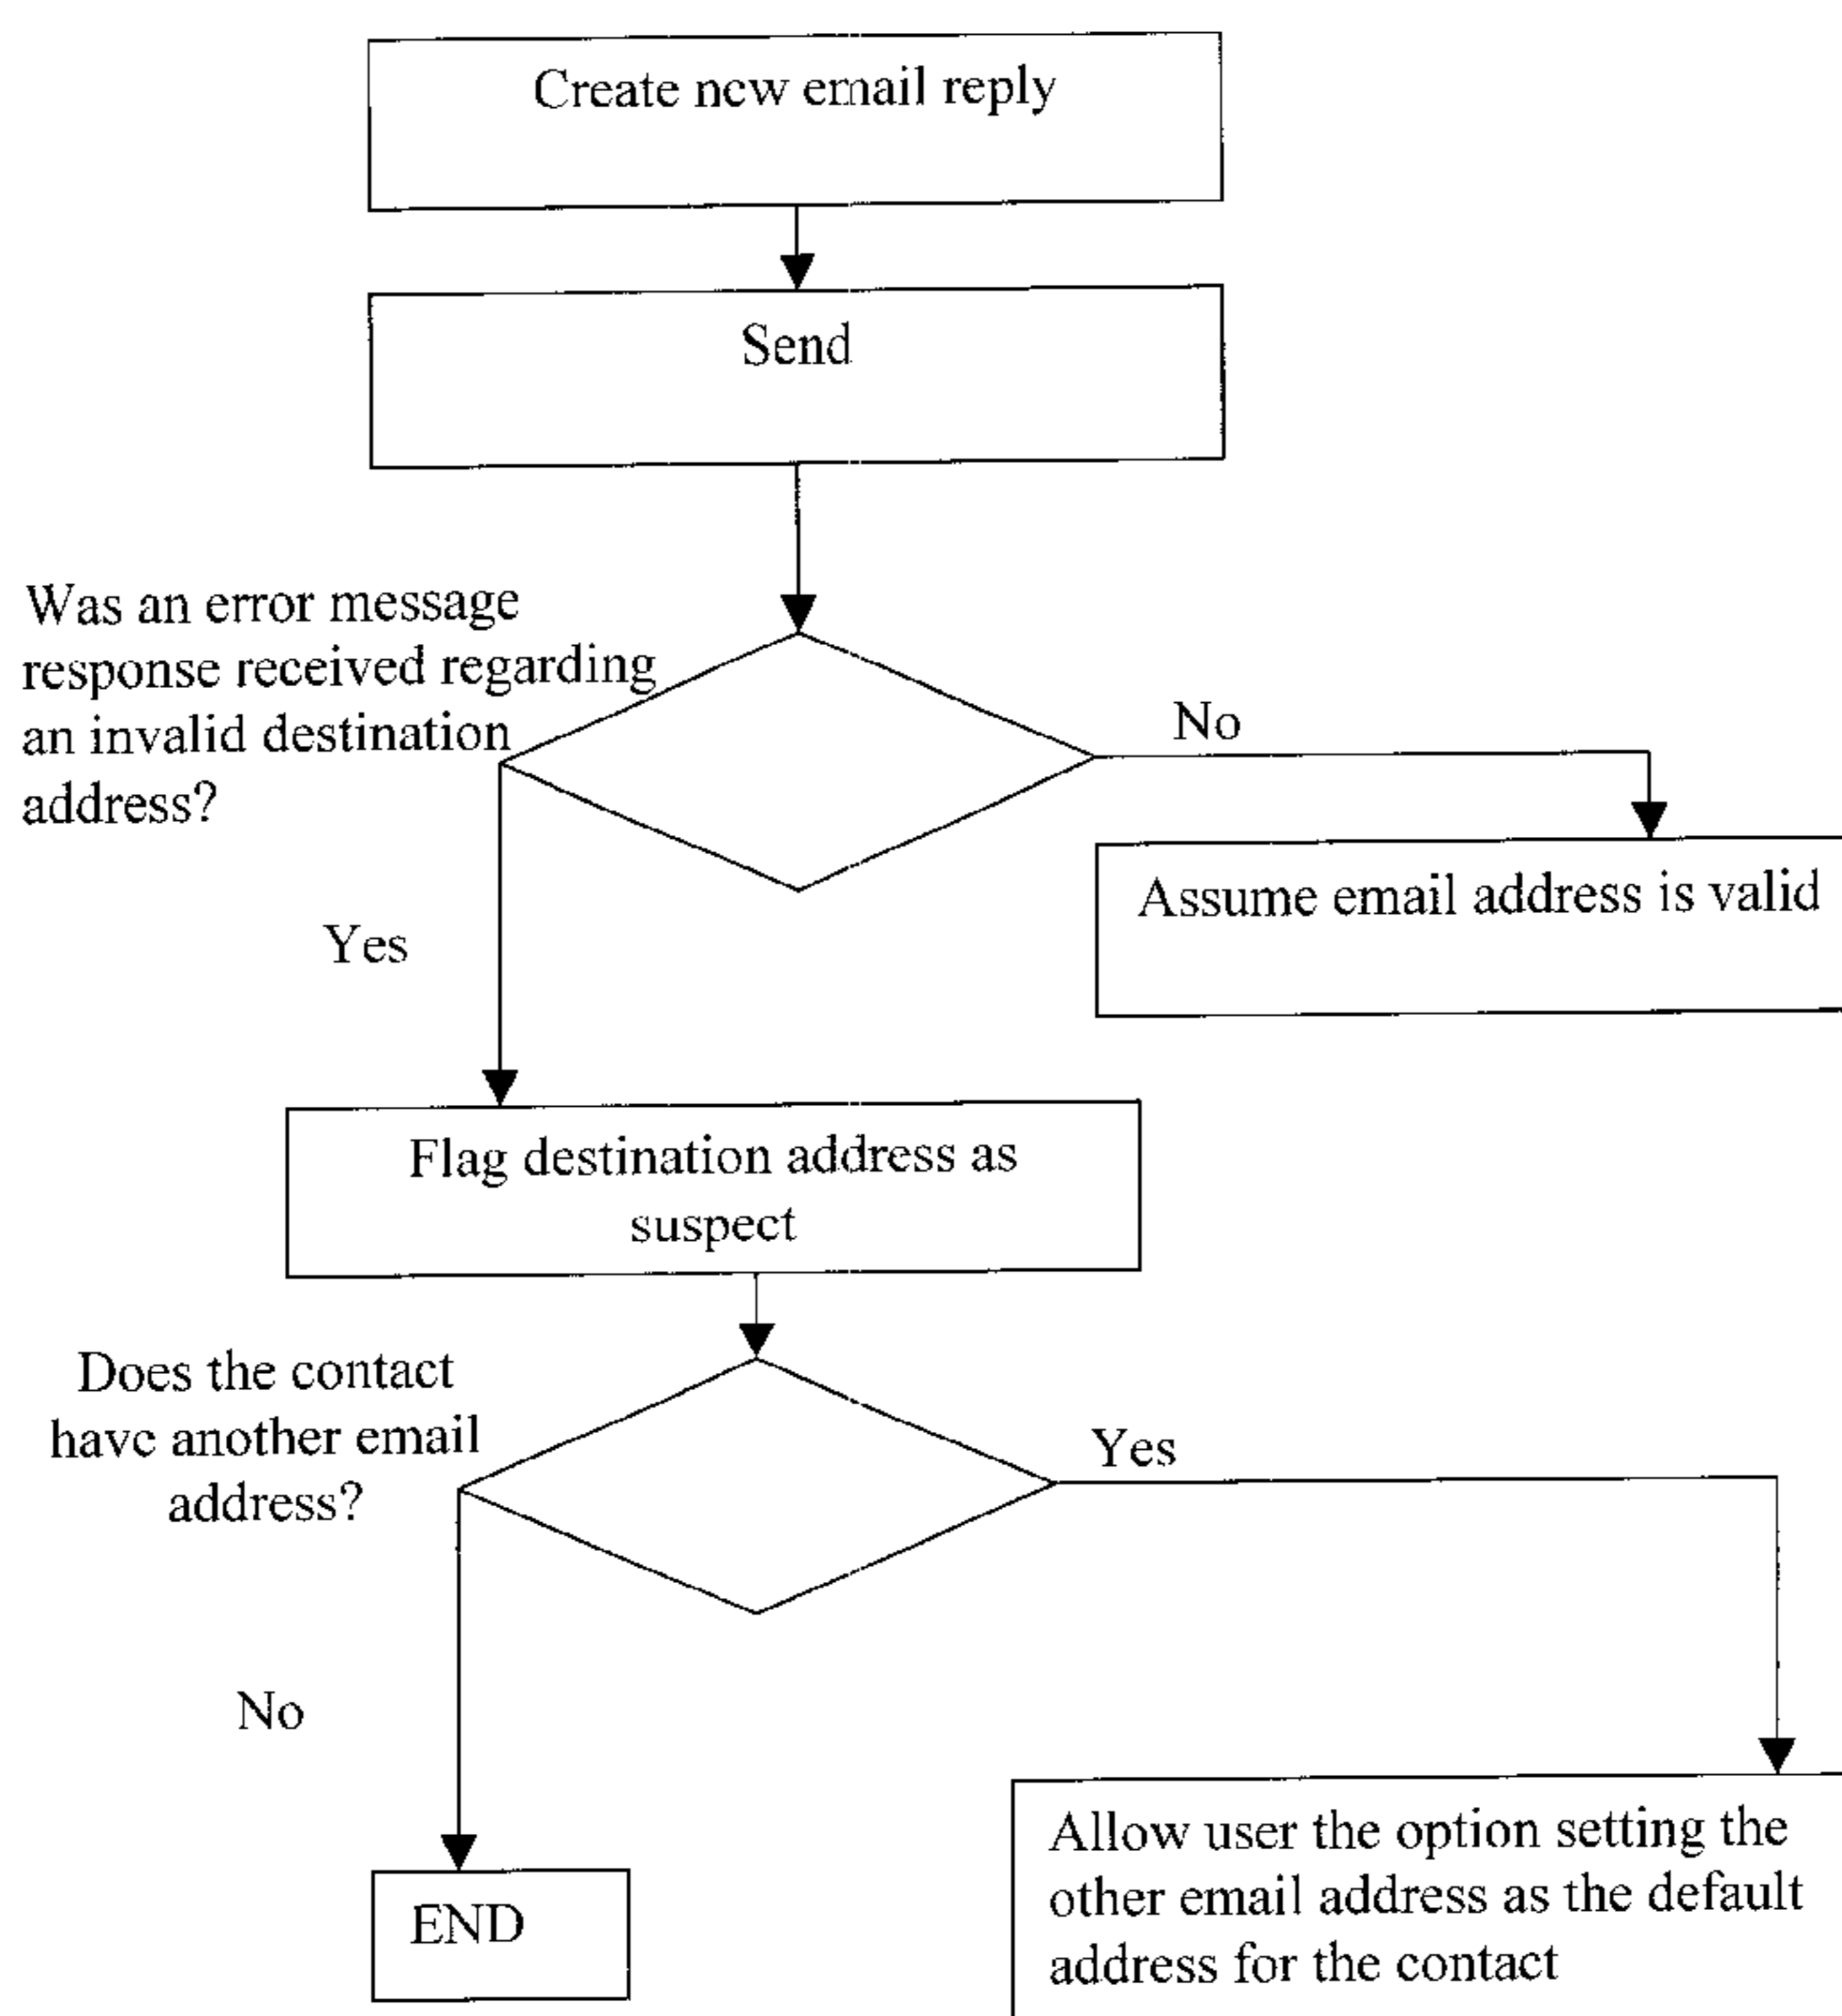 Create new email reply
Send
Was an error message
response received regarding
an invalid destination
address?
No
Assume email address is valid
Yes
Flag destination address as
suspect
Does the contact
have another email
address?
Yes
No
Allow user the option setting the
other email address as the default
address for the contact
END